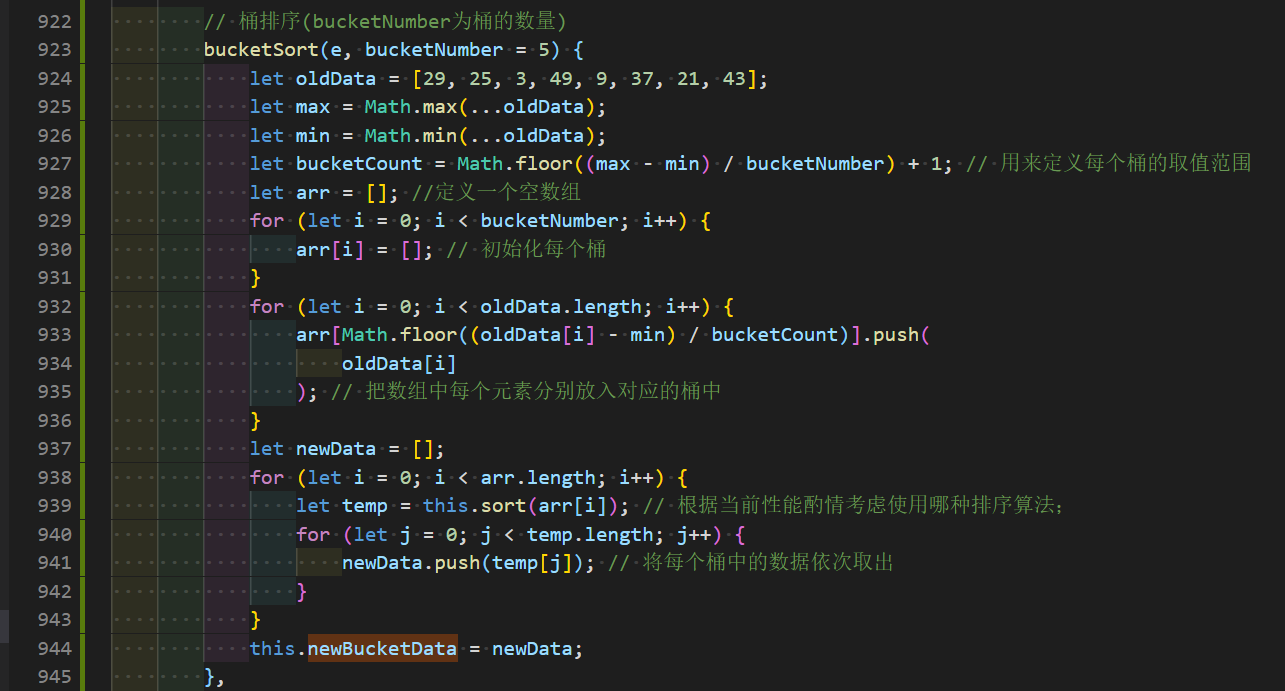 922 // 桶排序(bucketNumber为桶的数量)
923 bucketSort(e, bucketNumber = 5) {
924 let oldData = [29, 25, 3, 49, 9, 37, 21, 43];
925 let max = Math.max(...oldData);
926 let min = Math.min(...oldData);
927 let bucketCount = Math.floor((max - min) / bucketNumber) + 1; // 用来定义每个桶的取值范围
928 let arr = []; //定义一个空数组
929 for (let i = 0; i < bucketNumber; i++) {
930 arr[i] = []; // 初始化每个桶
931 }
932 for (let i = 0; i < oldData.length; i++) {
933 arr[Math.floor((oldData[i] - min) / bucketCount)].push(
934 oldData[i]
935 ); // 把数组中每个元素分别放入对应的桶中
936 }
937 let newData = [];
938 for (let i = 0; i < arr.length; i++) {
939 let temp = this.sort(arr[i]); // 根据当前性能酌情考虑使用哪种排序算法;
940 for (let j = 0; j < temp.length; j++) {
941 newData.push(temp[j]); // 将每个桶中的数据依次取出
942 }
943 }
944 this.newBucketData = newData;
945 },